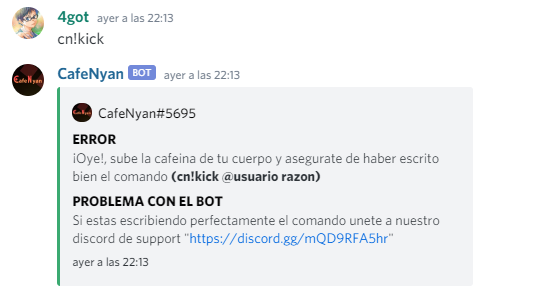 4got ayer a las 22:13
cn!kick
CafeNyan BOT ayer a las 22:13
CafeNyan#5695
ERROR
¡Oye!, sube la cafeina de tu cuerpo y asegurate de haber escrito
bien el comando (cn!kick @usuario razon)
PROBLEMA CON EL BOT
Si estas escribiendo perfectamente el comando unete a nuestro
discord de support "https://discord.gg/mQD9RFA5hr"
ayer a las 22:13